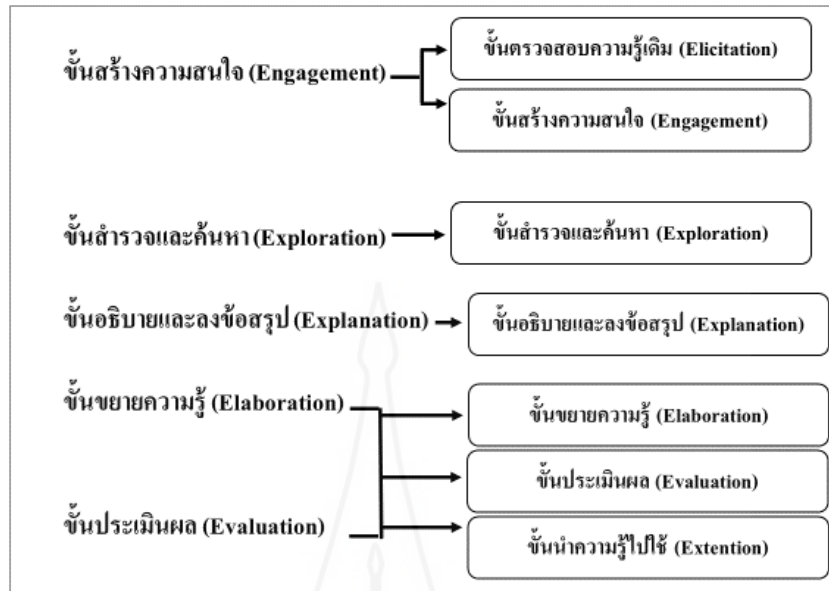 ขั้นสร้างความสนใจ (Engagement)
ขั้นตรวจสอบความรู้เดิม (Elicitation)
ขั้นสร้างความสนใจ (Engagement)
ขั้นสำรวจและค้นหา (Exploration)
ขั้นสำรวจและค้นหา (Exploration)
ขั้นอธิบายและลงข้อสรุป (Explanation)
ขั้นอธิบายและลงข้อสรุป (Explanation)
ขั้นขยายความรู้ (Elaboration)
ขั้นขยายความรู้ (Elaboration)
ขั้นประเมินผล (Evaluation)
ขั้นประเมินผล (Evaluation)
ขั้นนำความรู้ไปใช้ (Extention)